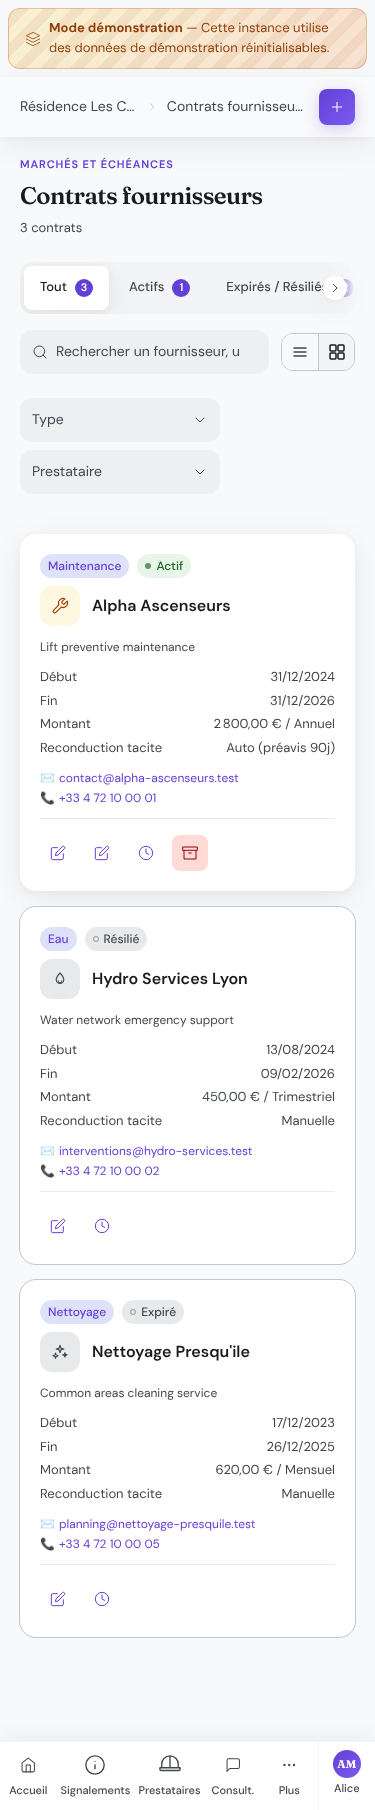 Mode démonstration — Cette instance utilise
des données de démonstration réinitialisables.
Résidence Les C... > Contrats fournisseu...
MARCHÉS ET ÉCHÉANCES
Contrats fournisseurs
3 contrats
Tout 3 Actifs 1 Expirés / Résiliés
Rechercher un fournisseur, u
Type
Prestataire
Maintenance Actif
Alpha Ascenseurs
Lift preventive maintenance
Début 31/12/2024
Fin 31/12/2026
Montant 2 800,00 € / Annuel
Reconduction tacite Auto (préavis 90j)
contact@alpha-ascenseurs.test
+33 4 72 10 00 01
Eau Résilié
Hydro Services Lyon
Water network emergency support
Début 13/08/2024
Fin 09/02/2026
Montant 450,00 € / Trimestriel
Reconduction tacite Manuelle
interventions@hydro-services.test
+33 4 72 10 00 02
Nettoyage Expiré
Nettoyage Presqu'ile
Common areas cleaning service
Début 17/12/2023
Fin 26/12/2025
Montant 620,00 € / Mensuel
Reconduction tacite Manuelle
planning@nettoyage-presquile.test
+33 4 72 10 00 05
AM
Accueil Signalements Prestataires Consult. Plus Alice